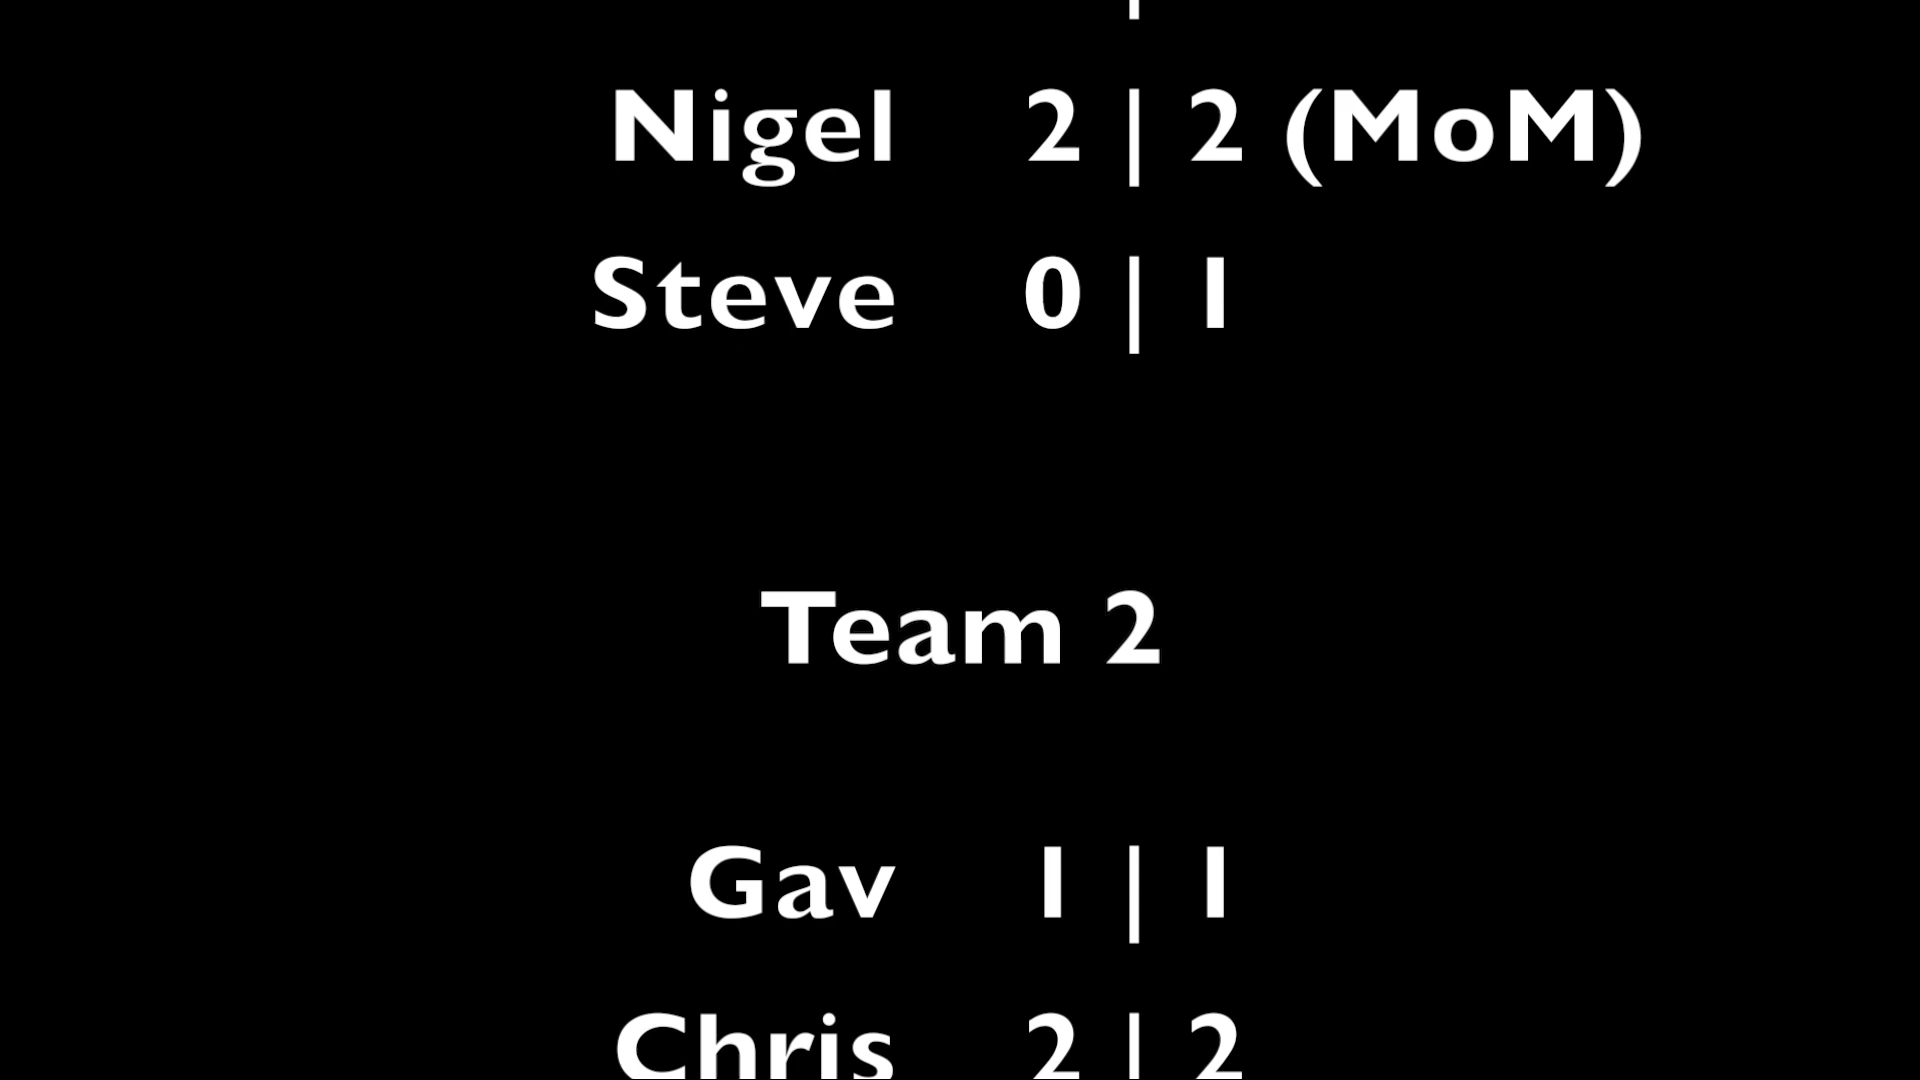 Nigel 2 | 2 (MoM)
Steve 0 | 1
Team 2
Gav 1 | 1
Chris 2 | 2